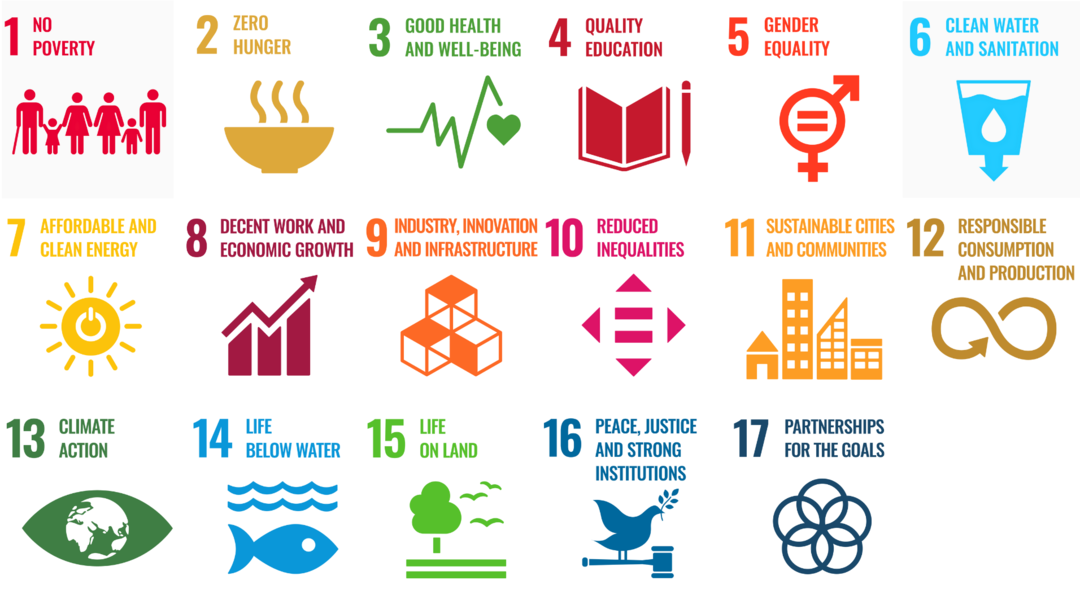 1 NO
POVERTY
2 ZERO
HUNGER
3 GOOD HEALTH
AND WELL-BEING
4 QUALITY
EDUCATION
5 GENDER
EQUALITY
6 CLEAN WATER
AND SANITATION
7 AFFORDABLE AND
CLEAN ENERGY
8 DECENT WORK AND
ECONOMIC GROWTH
9 INDUSTRY, INNOVATION
AND INFRASTRUCTURE
10 REDUCED
INEQUALITIES
11 SUSTAINABLE CITIES
AND COMMUNITIES
12 RESPONSIBLE
CONSUMPTION
AND PRODUCTION
13 CLIMATE
ACTION
14 LIFE
BELOW WATER
15 LIFE
ON LAND
16 PEACE, JUSTICE
AND STRONG
INSTITUTIONS
17 PARTNERSHIPS
FOR THE GOALS